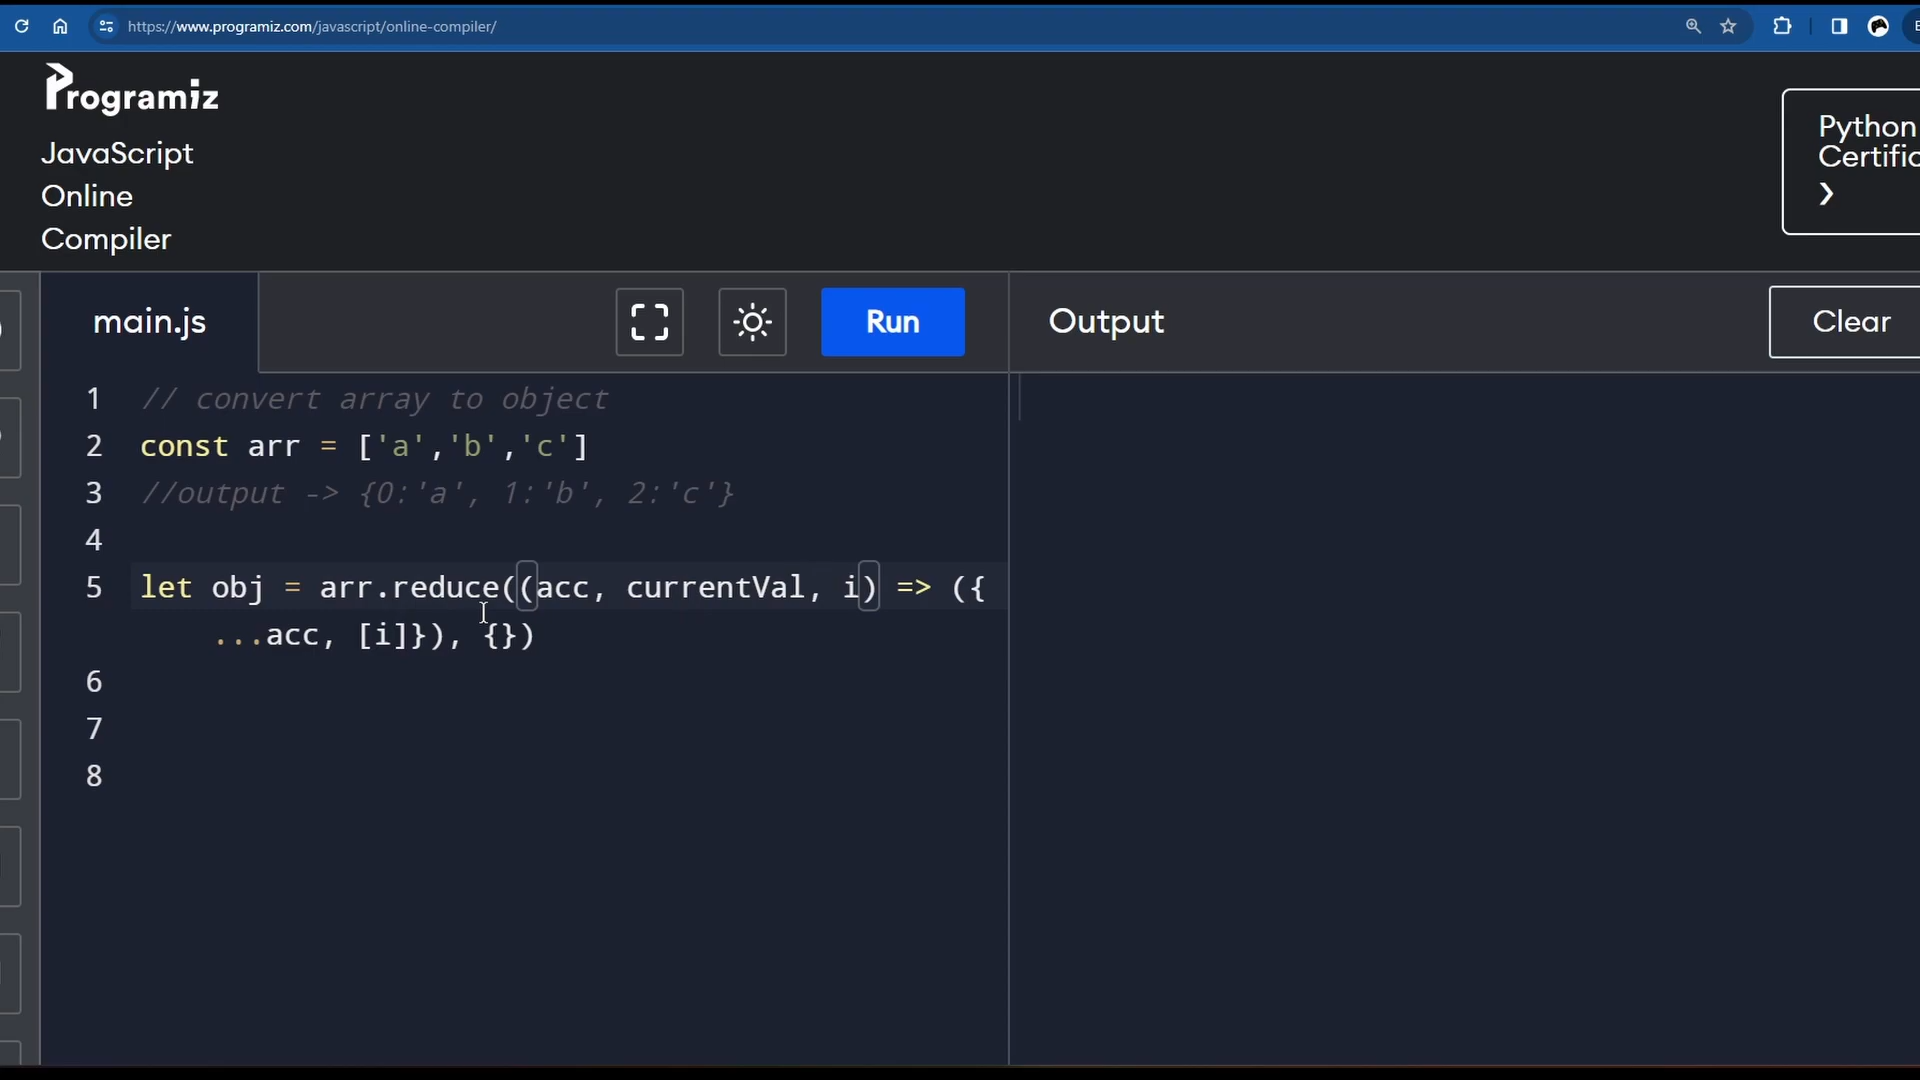 https://www.programiz.com/javascript/online-compiler/
Programiz
JavaScript
Online
Compiler
Python
main.js
Run
Output
Clear
1 // convert array to object
2 const arr = ['a','b','c']
3 //output -> {0:'a', 1:'b', 2:'c'}
4
5 let obj = arr.reduce((acc, currentVal, i) => ({
...acc, [i]}), {})
6
7
8